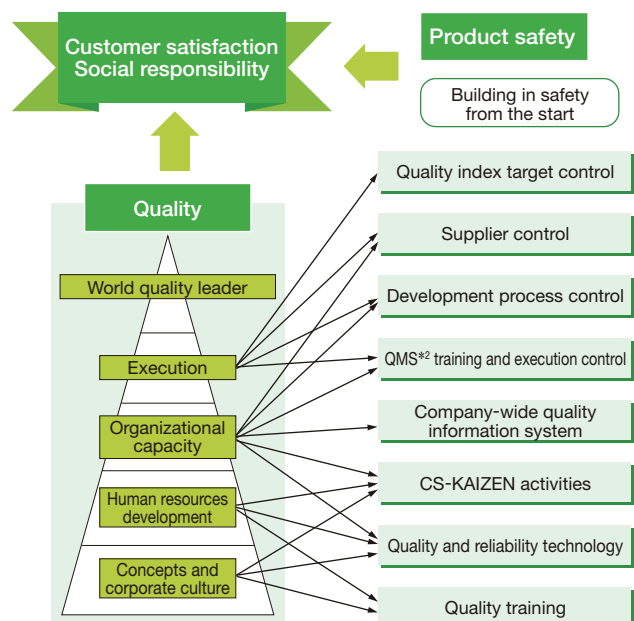 Customer satisfaction
Social responsibility
Product safety
Building in safety
from the start
Quality
World quality leader
Execution
Organizational
capacity
Human resources
development
Concepts and
corporate culture
Quality index target control
Supplier control
Development process control
QMS*2 training and execution control
Company-wide quality
information system
CS-KAIZEN activities
Quality and reliability technology
Quality training